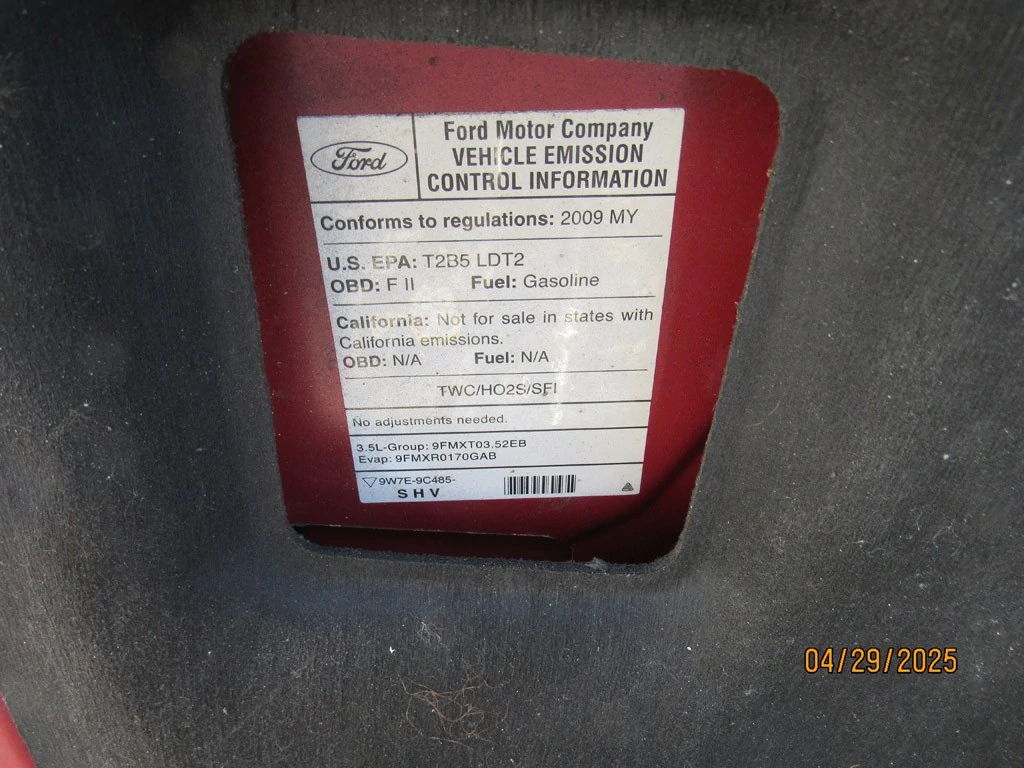 Ford
Ford Motor Company
VEHICLE EMISSION
CONTROL INFORMATION
Conforms to regulations: 2009 MY
U.S. EPA: T2B5 LDT2
OBD: F II Fuel: Gasoline
California: Not for sale in states with
California emissions.
OBD: N/A Fuel: N/A
TWC/HO2S/SFI
No adjustments needed.
3.5L-Group: 9FMXT03.52EB
Evap: 9FMXR0170GAB
9W7E-9C485-
SHV
04/29/2025